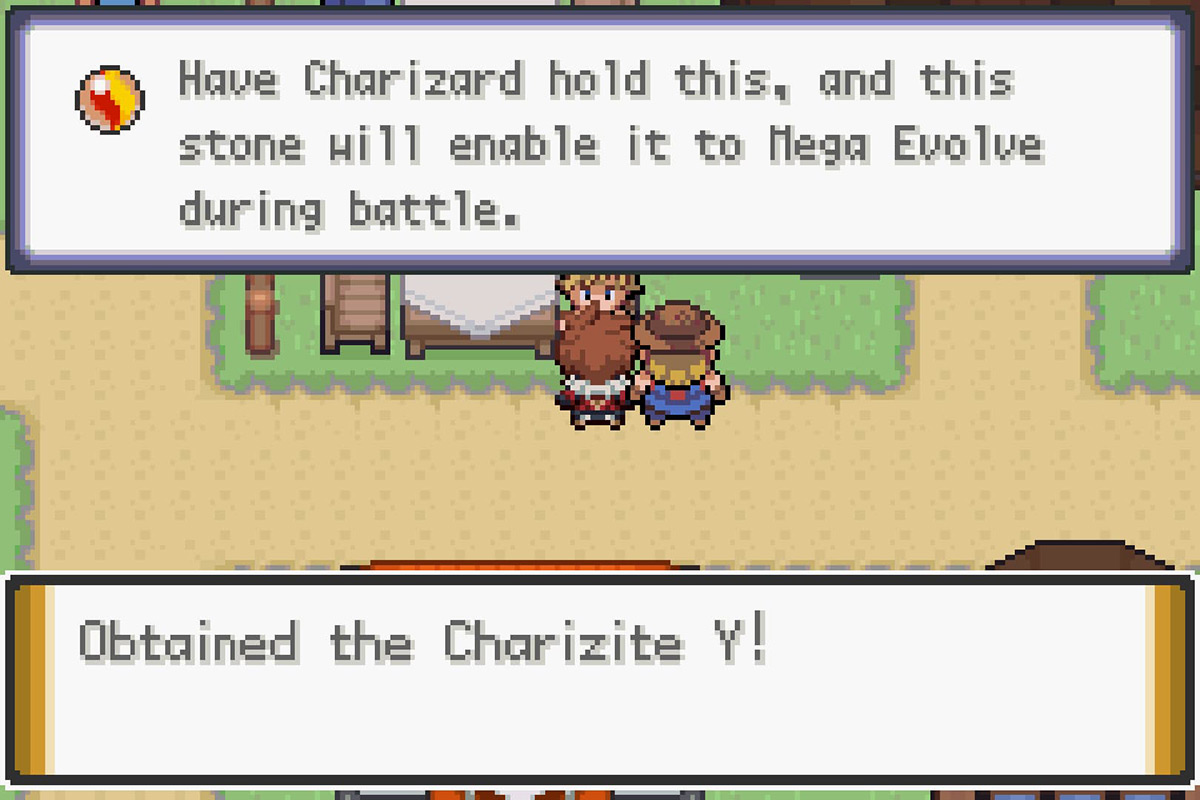 Have Charizard hold this, and this
stone will enable it to Mega Evolve
during battle.
Obtained the Charizite Y!